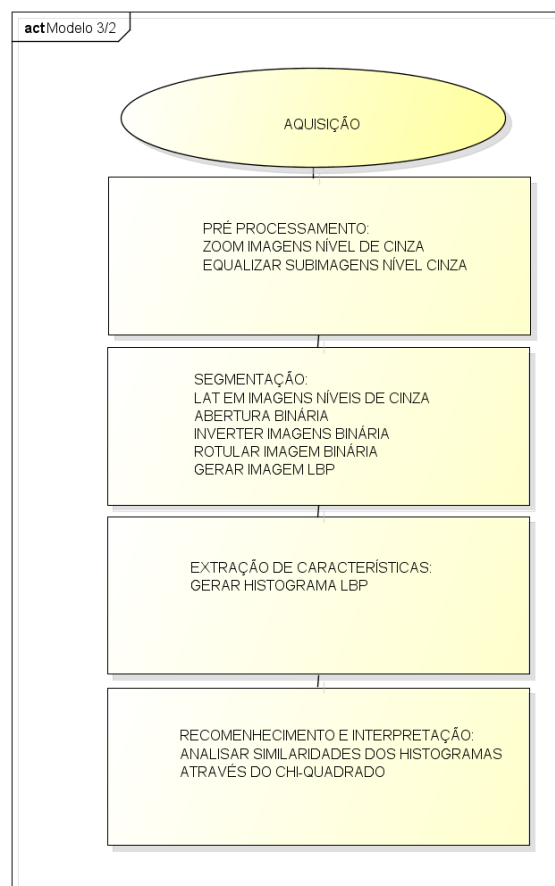 act Modelo 3/2
AQUISIÇÃO
PRÉ PROCESSAMENTO:
ZOOM IMAGENS NÍVEL DE CINZA
EQUALIZAR SUBIMAGENS NÍVEL CINZA
SEGMENTAÇÃO:
LAT EM IMAGENS NÍVEIS DE CINZA
ABERTURA BINÁRIA
INVERTER IMAGENS BINÁRIA
ROTULAR IMAGEM BINÁRIA
GERAR IMAGEM LBP
EXTRAÇÃO DE CARACTERÍSTICAS:
GERAR HISTOGRAMA LBP
RECOMENHECIMENTO E INTERPRETAÇÃO:
ANALISAR SIMILARIDADES DOS HISTOGRAMAS
ATRAVÉS DO CHI-QUADRADO